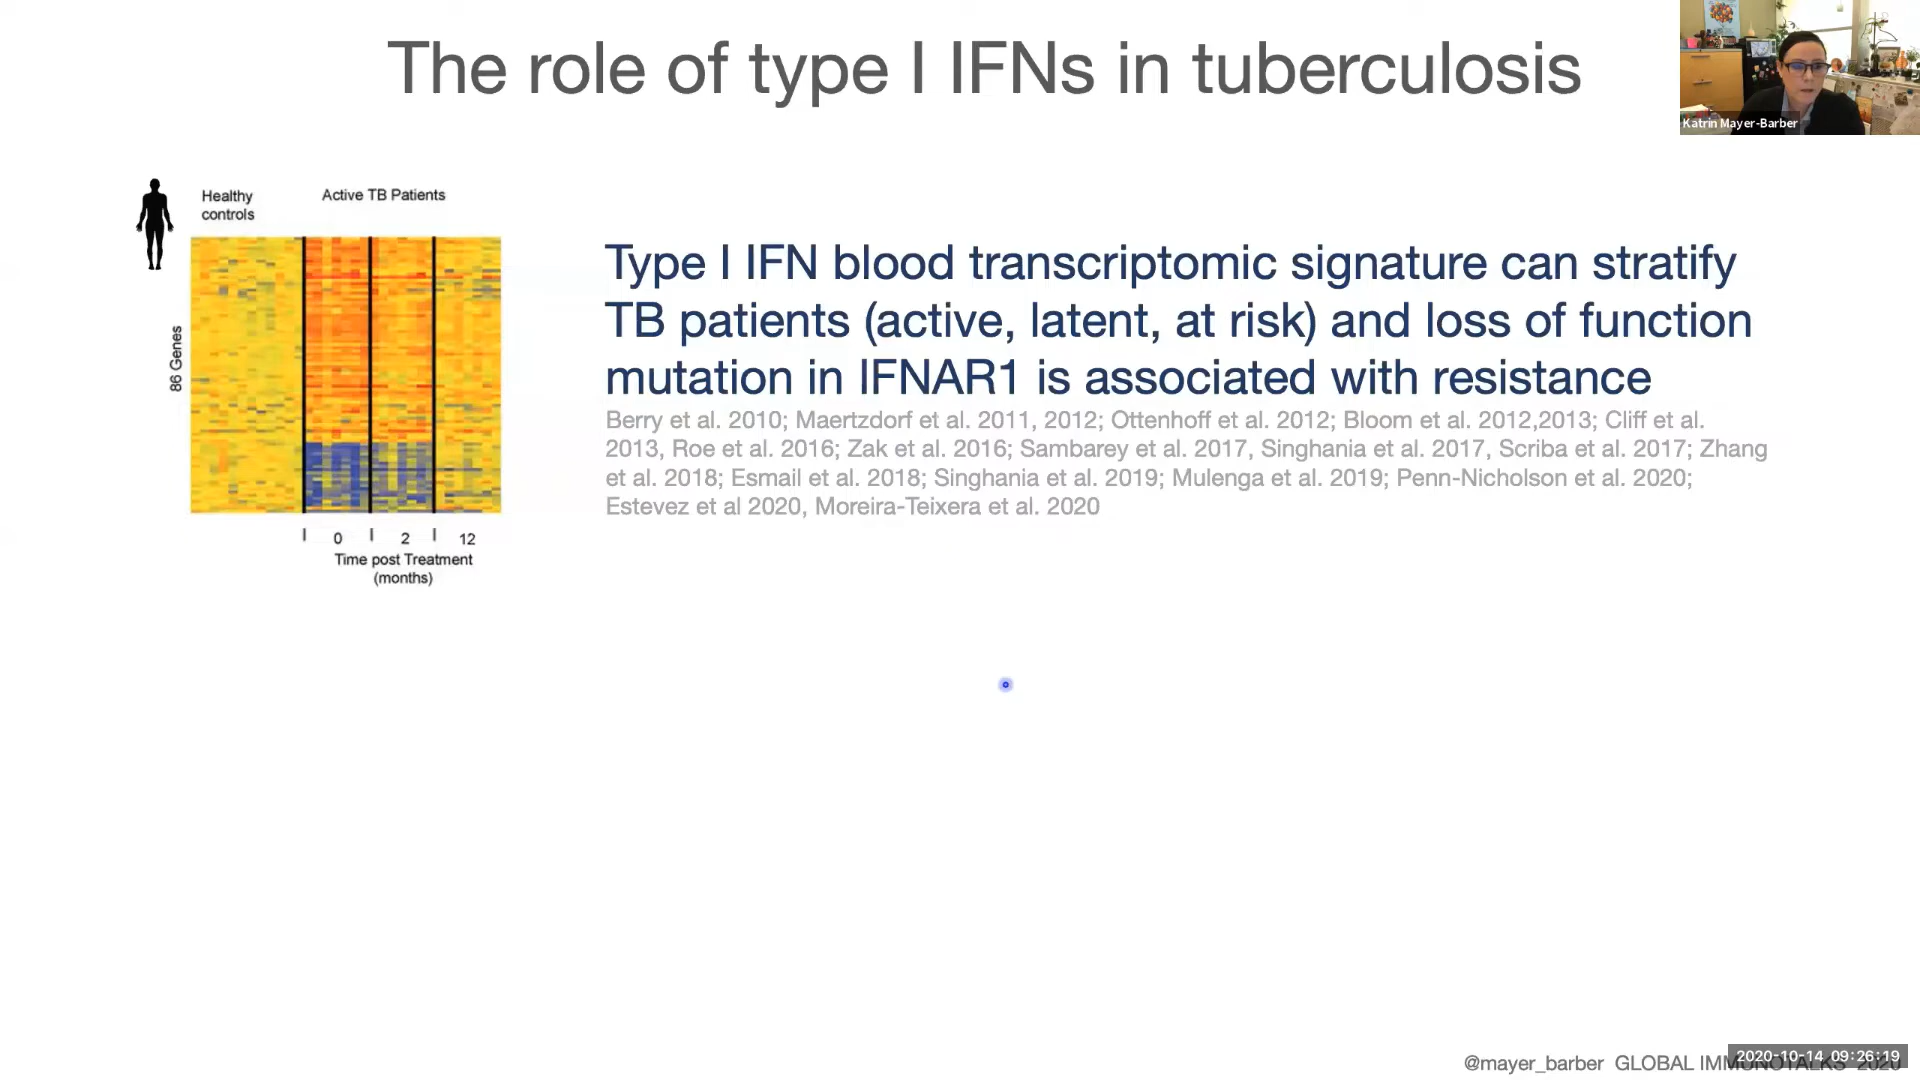 The role of type I IFNs in tuberculosis
Katrin Mayer-Barber
Healthy
controls
Active TB Patients
86 Genes
0 2 12
Time post Treatment
(months)
Type I IFN blood transcriptomic signature can stratify
TB patients (active, latent, at risk) and loss of function
mutation in IFNAR1 is associated with resistance
Berry et al. 2010; Maertzdorf et al. 2011, 2012; Ottenhoff et al. 2012; Bloom et al. 2012,2013; Cliff et al.
2013, Roe et al. 2016; Zak et al. 2016; Sambarey et al. 2017, Singhania et al. 2017, Scriba et al. 2017; Zhang
et al. 2018; Esmail et al. 2018; Singhania et al. 2019; Mulenga et al. 2019; Penn-Nicholson et al. 2020;
Estevez et al 2020, Moreira-Teixera et al. 2020
@mayer_barber GLOBAL IMMUNOTALKS 2020
2020-10-14 09:26:19